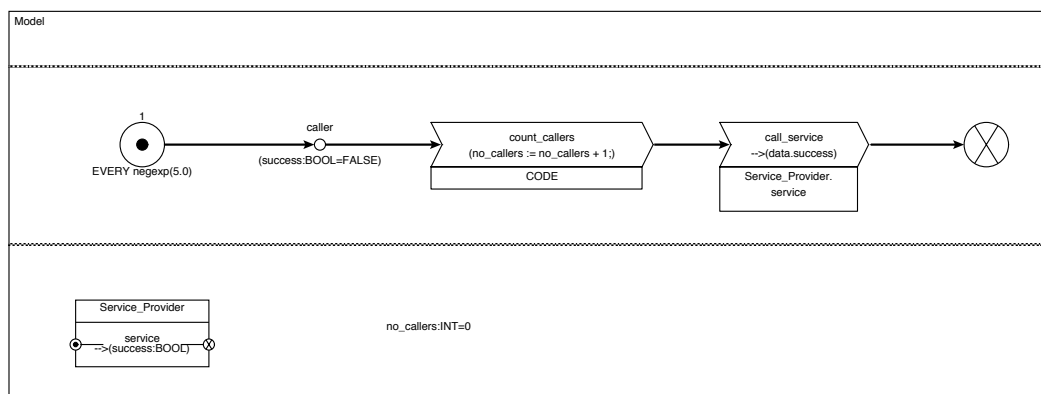 Model
1
caller
EVERY negexp(5.0)
(success:BOOL=FALSE)
count_callers
(no_callers := no_callers + 1;)
CODE
call_service
-->(data.success)
Service_Provider.
service
Service_Provider
service
-->(success:BOOL)
no_callers:INT=0